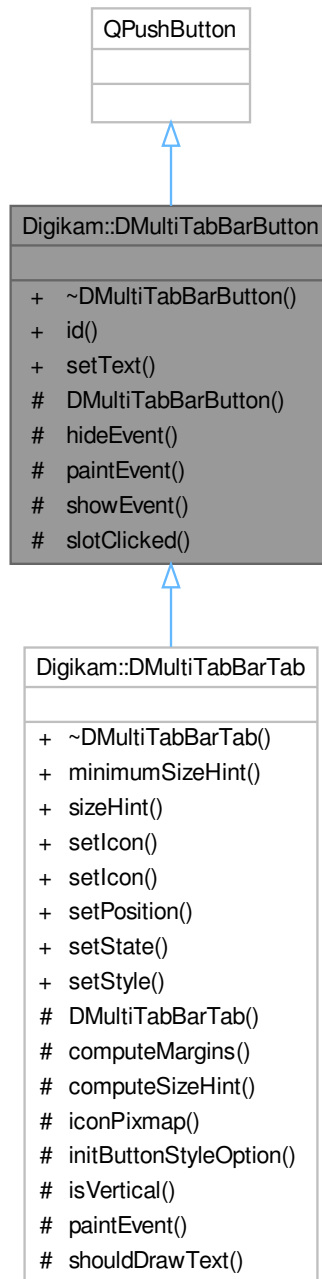 QPushButton
Digikam::DMultiTabBarButton
+ ~DMultiTabBarButton()
+ id()
+ setText()
# DMultiTabBarButton()
# hideEvent()
# paintEvent()
# showEvent()
# slotClicked()
Digikam::DMultiTabBarTab
+ ~DMultiTabBarTab()
+ minimumSizeHint()
+ sizeHint()
+ setIcon()
+ setIcon()
+ setPosition()
+ setState()
+ setStyle()
# DMultiTabBarTab()
# computeMargins()
# computeSizeHint()
# iconPixmap()
# initButtonStyleOption()
# isVertical()
# paintEvent()
# shouldDrawText()